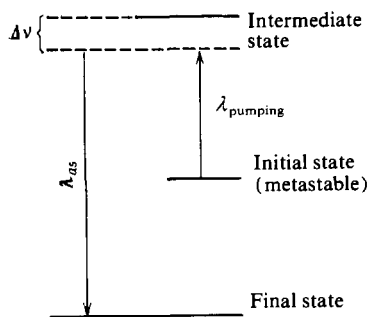 Δν
Intermediate
state
λpumping
λas
Initial state
(metastable)
Final state